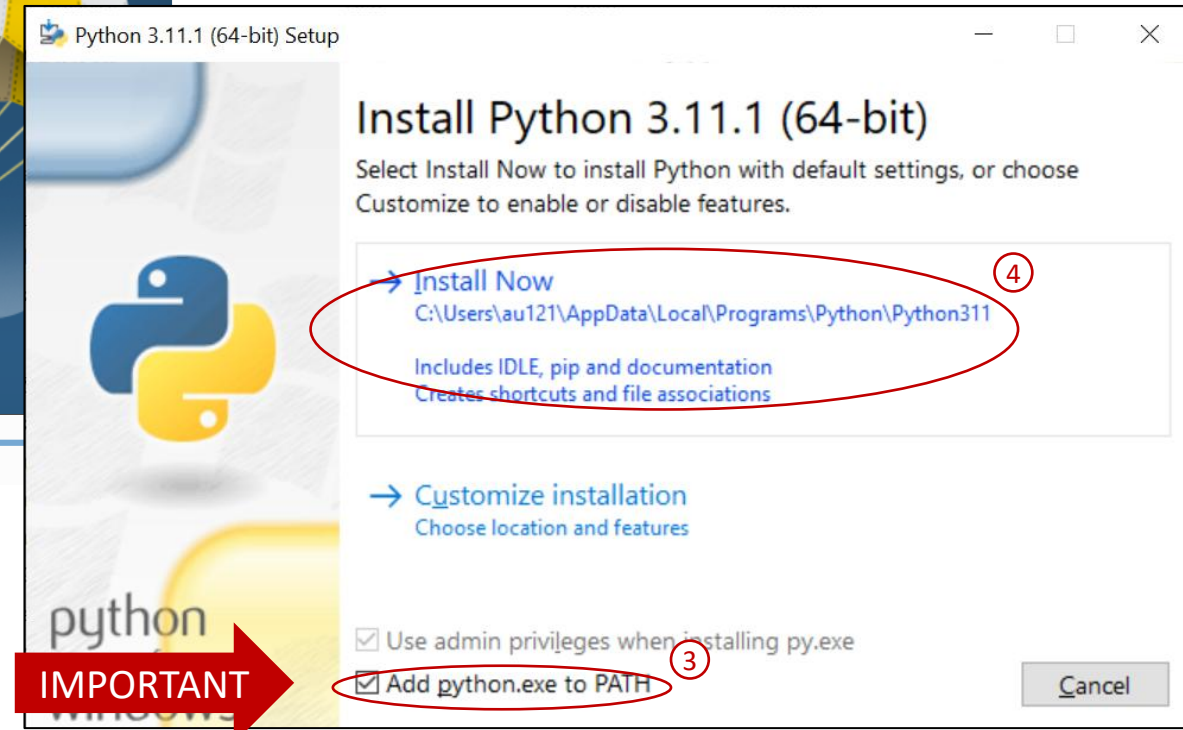 Python 3.11.1 (64-bit) Setup
Install Python 3.11.1 (64-bit)
Select Install Now to install Python with default settings, or choose
Customize to enable or disable features.
Install Now
4
C:\Users\au121\AppData\Local\Programs\Python\Python311
Includes IDLE, pip and documentation
Creates shortcuts and file associations
Customize installation
Choose location and features
python
Use admin privileges when installing py.exe
3
IMPORTANT
Add python.exe to PATH
Cancel
windows